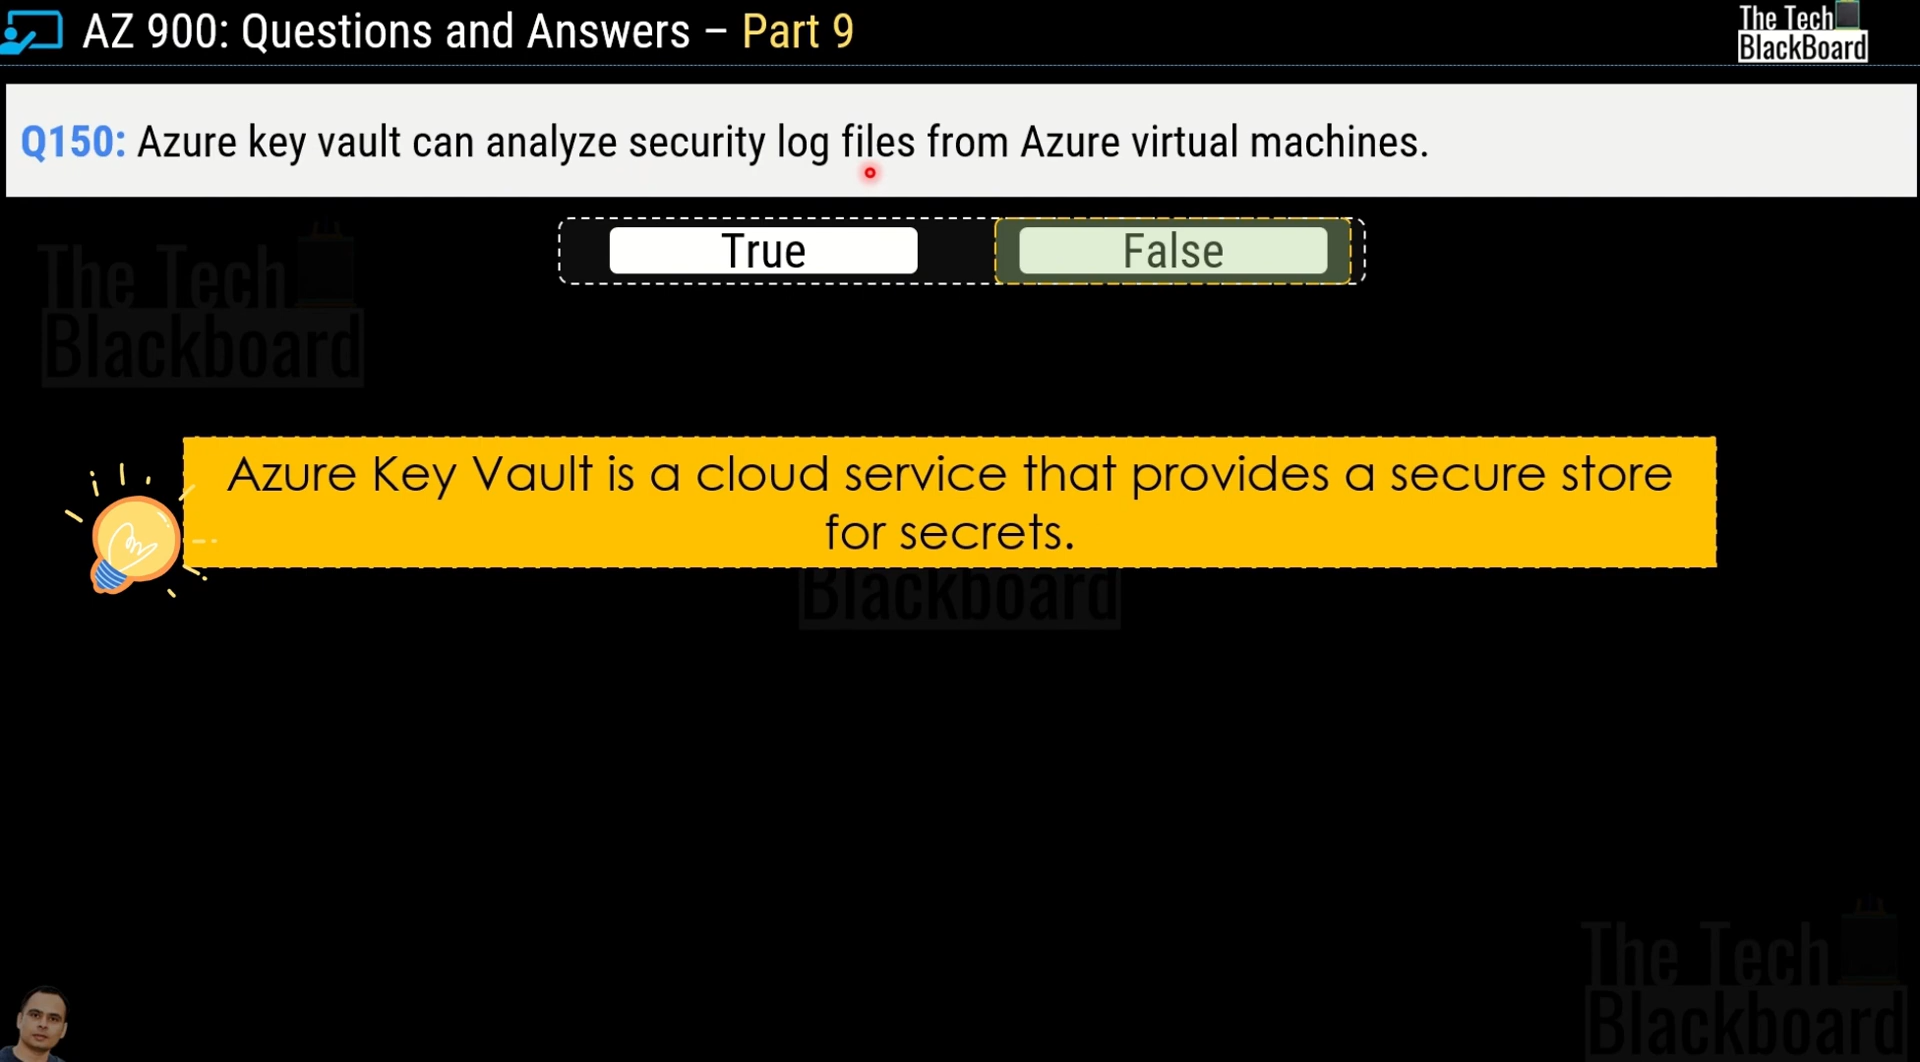 AZ 900: Questions and Answers – Part 9
The Tech
BlackBoard
Q150: Azure key vault can analyze security log files from Azure virtual machines.
True
False
The Tech
Blackboard
Azure Key Vault is a cloud service that provides a secure store
for secrets.
Blackboard
The Tech
Blackboard